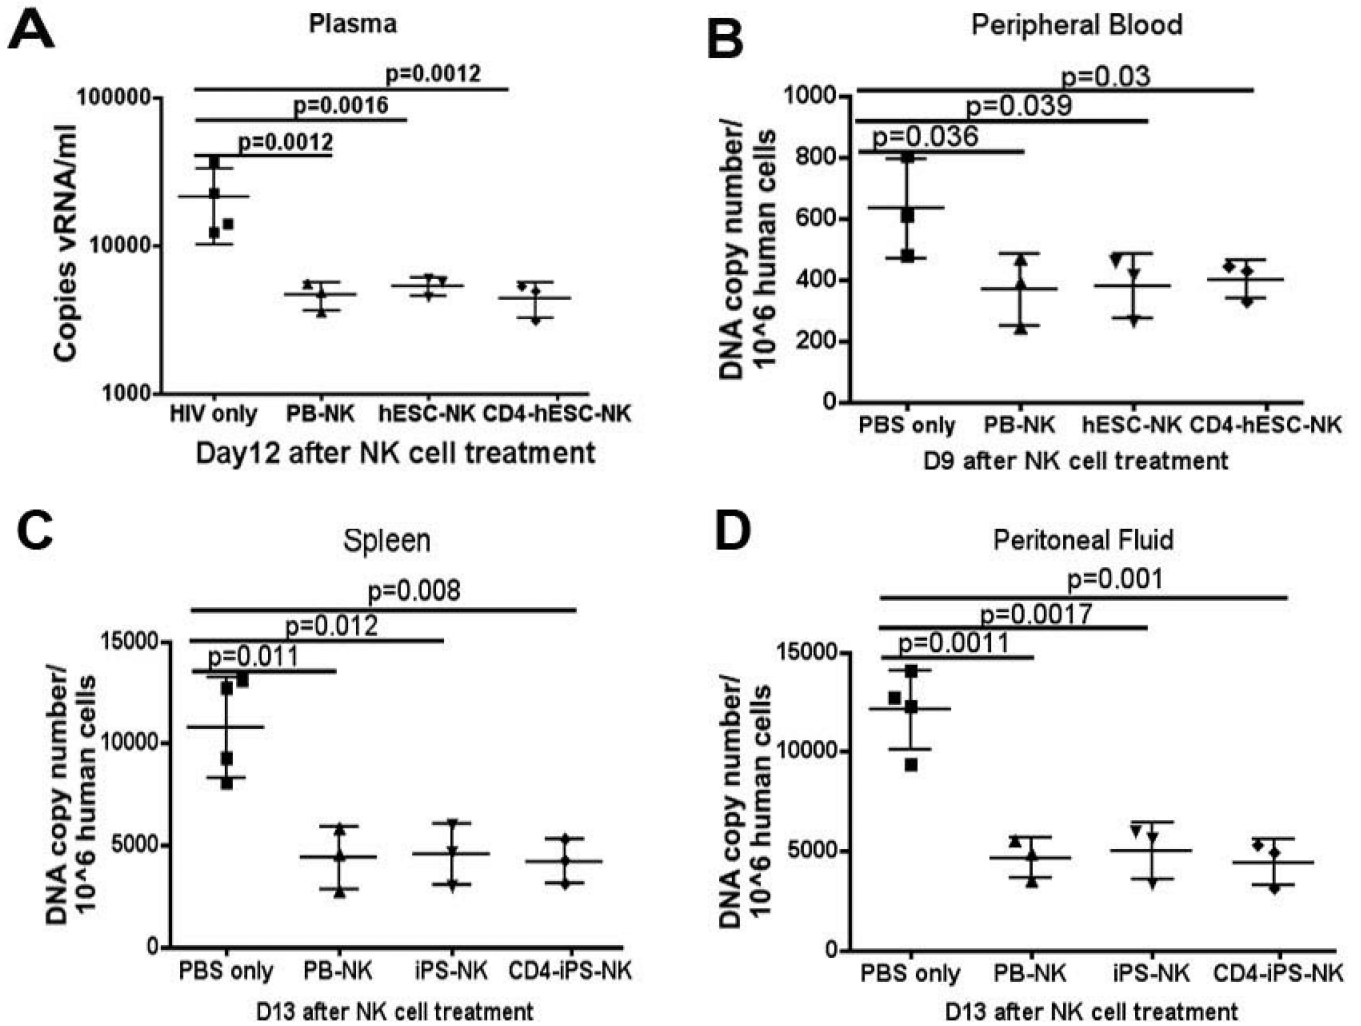 A
Plasma
p=0.0012
p=0.0016
p=0.0012
100000
10000
1000
Copies vRNA/ml
HIV only PB-NK hESC-NK CD4-hESC-NK
Day12 after NK cell treatment
B
Peripheral Blood
p=0.03
p=0.039
p=0.036
1000
800
600
400
200
0
DNA copy number/
10^6 human cells
PBS only PB-NK hESC-NK CD4-hESC-NK
D9 after NK cell treatment
C
Spleen
p=0.008
p=0.012
p=0.011
15000
10000
5000
0
DNA copy number/
10^6 human cells
PBS only PB-NK iPS-NK CD4-iPS-NK
D13 after NK cell treatment
D
Peritoneal Fluid
p=0.001
p=0.0017
p=0.0011
15000
10000
5000
0
DNA copy number/
10^6 human cells
PBS only PB-NK iPS-NK CD4-iPS-NK
D13 after NK cell treatment